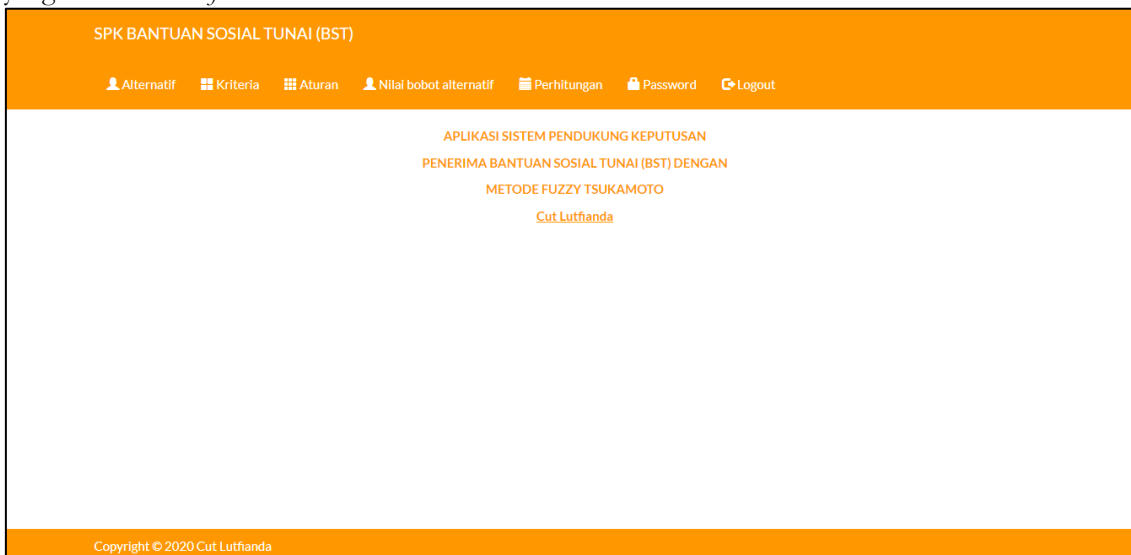 SPK BANTUAN SOSIAL TUNAI (BST)
Alternatif Kriteria Aturan Nilai bobot alternatif Perhitungan Password Logout
APLIKASI SISTEM PENDUKUNG KEPUTUSAN
PENERIMA BANTUAN SOSIAL TUNAI (BST) DENGAN
METODE FUZZY TSUKAMOTO
Cut Lutfianda
Copyright © 2020 Cut Lutfianda